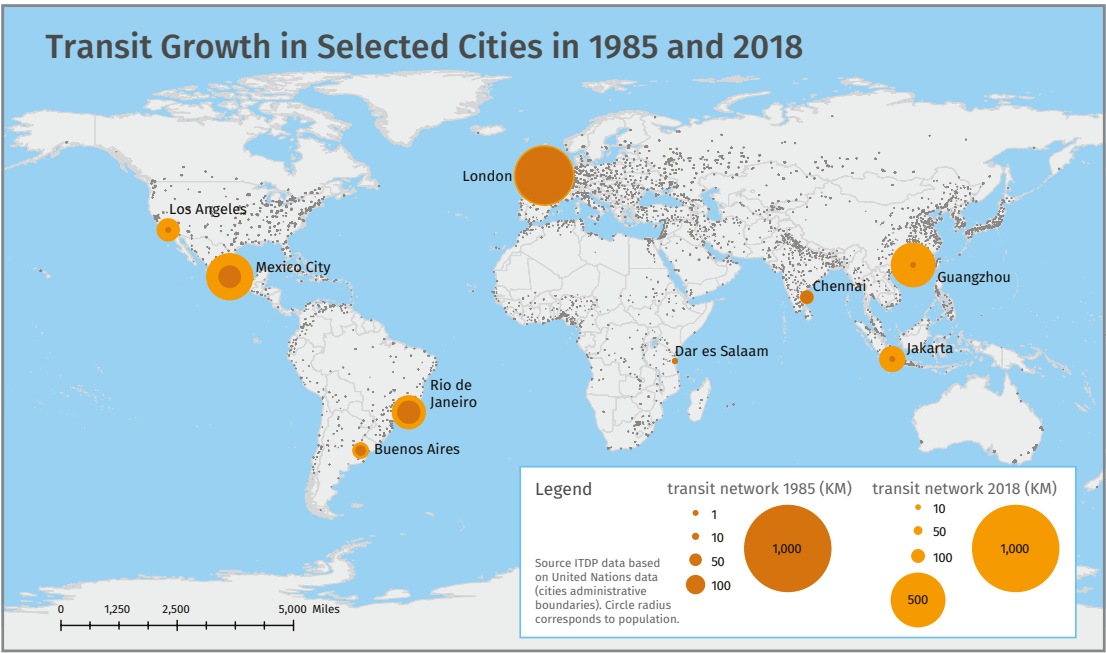 Transit Growth in Selected Cities in 1985 and 2018
London
Los Angeles
Mexico City
Guangzhou
Chennai
Dar es Salaam
Jakarta
Rio de
Janeiro
Buenos Aires
Legend
transit network 1985 (KM)
1
10
50
100
1,000
transit network 2018 (KM)
10
50
100
500
1,000
Source ITDP data based
on United Nations data
(cities administrative
boundaries). Circle radius
corresponds to population.
0 1,250 2,500 5,000 Miles